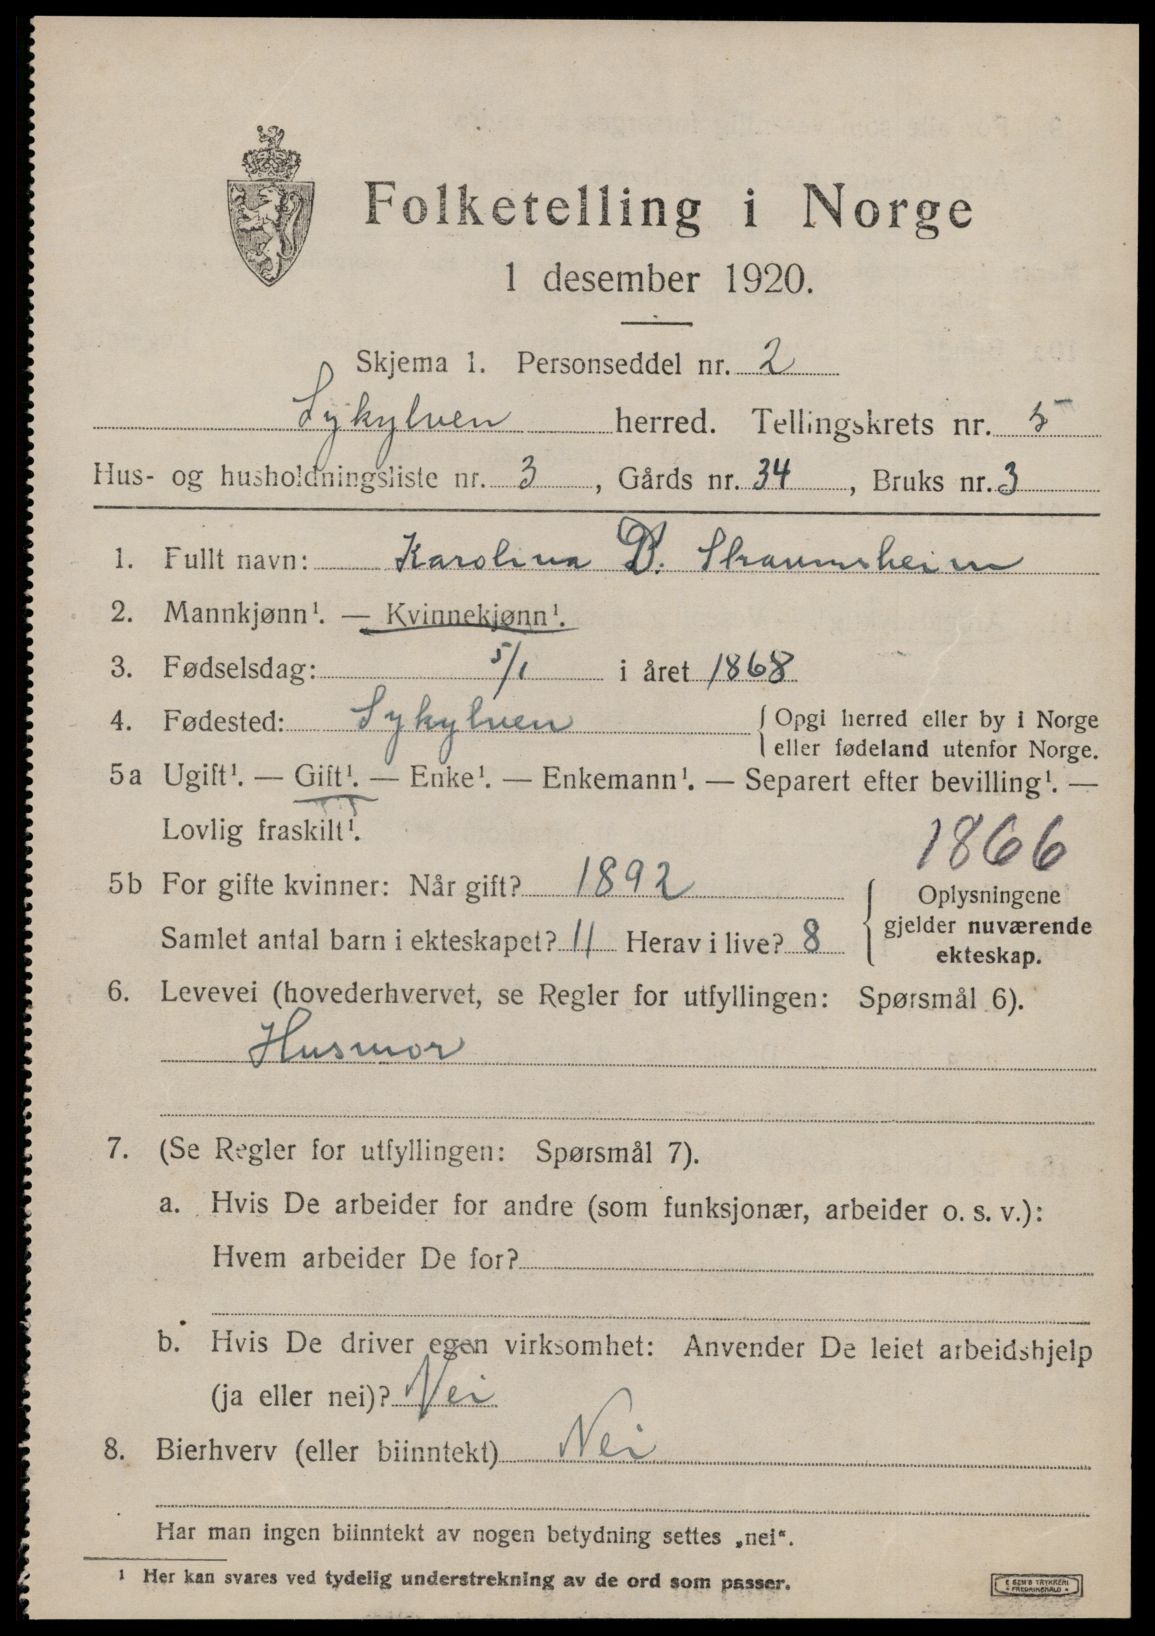 Folketelling i Norge
1 desember 1920.
Skjema 1. Personseddel nr. 2
Sykylven herred. Tellingskrets nr. 5
Hus- og husholdningsliste nr. 3, Gårds nr. 34, Bruks nr. 3
1. Fullt navn: Karolina B. Straumsheim
2. Mannkjønn¹. — Kvinnekjønn¹.
3. Fødselsdag: 5/1 i året 1868
4. Fødested: Sykylven { Opgi herred eller by i Norge
eller fødeland utenfor Norge.
5a Ugift¹. — Gift¹. — Enke¹. — Enkemann¹. — Separert efter bevilling¹. —
Lovlig fraskilt¹.
1866
5b For gifte kvinner: Når gift? 1892
Samlet antal barn i ekteskapet? 11 Herav i live? 8
{ Oplysningene
gjelder nuværende
ekteskap.
6. Levevei (hovederhvervet, se Regler for utfyllingen: Spørsmål 6).
Husmor
7. (Se Regler for utfyllingen: Spørsmål 7).
a. Hvis De arbeider for andre (som funksjonær, arbeider o. s. v.):
Hvem arbeider De for?
b. Hvis De driver egen virksomhet: Anvender De leiet arbeidshjelp
(ja eller nei)? Nei
8. Bierhverv (eller biinntekt) Nei
Har man ingen biinntekt av nogen betydning settes „nei“.
¹ Her kan svares ved tydelig understrekning av de ord som passer.